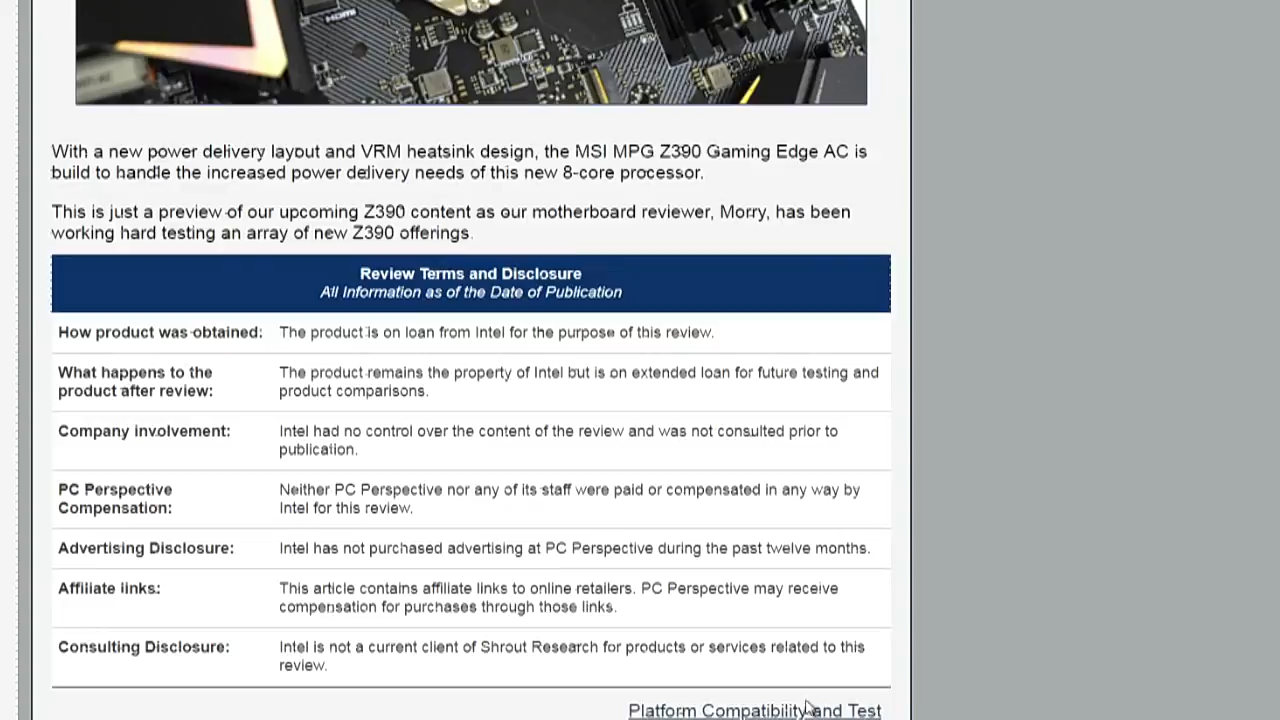 HDMI
With a new power delivery layout and VRM heatsink design, the MSI MPG Z390 Gaming Edge AC is
build to handle the increased power delivery needs of this new 8-core processor.
This is just a preview of our upcoming Z390 content as our motherboard reviewer, Morry, has been
working hard testing an array of new Z390 offerings.
Review Terms and Disclosure
All Information as of the Date of Publication
How product was obtained: The product is on loan from Intel for the purpose of this review.
What happens to the The product remains the property of Intel but is on extended loan for future testing and
product after review: product comparisons.
Company involvement: Intel had no control over the content of the review and was not consulted prior to
publication.
PC Perspective Neither PC Perspective nor any of its staff were paid or compensated in any way by
Compensation: Intel for this review.
Advertising Disclosure: Intel has not purchased advertising at PC Perspective during the past twelve months.
Affiliate links: This article contains affiliate links to online retailers. PC Perspective may receive
compensation for purchases through those links.
Consulting Disclosure: Intel is not a current client of Shrout Research for products or services related to this
review.
Platform Compatibility and Test